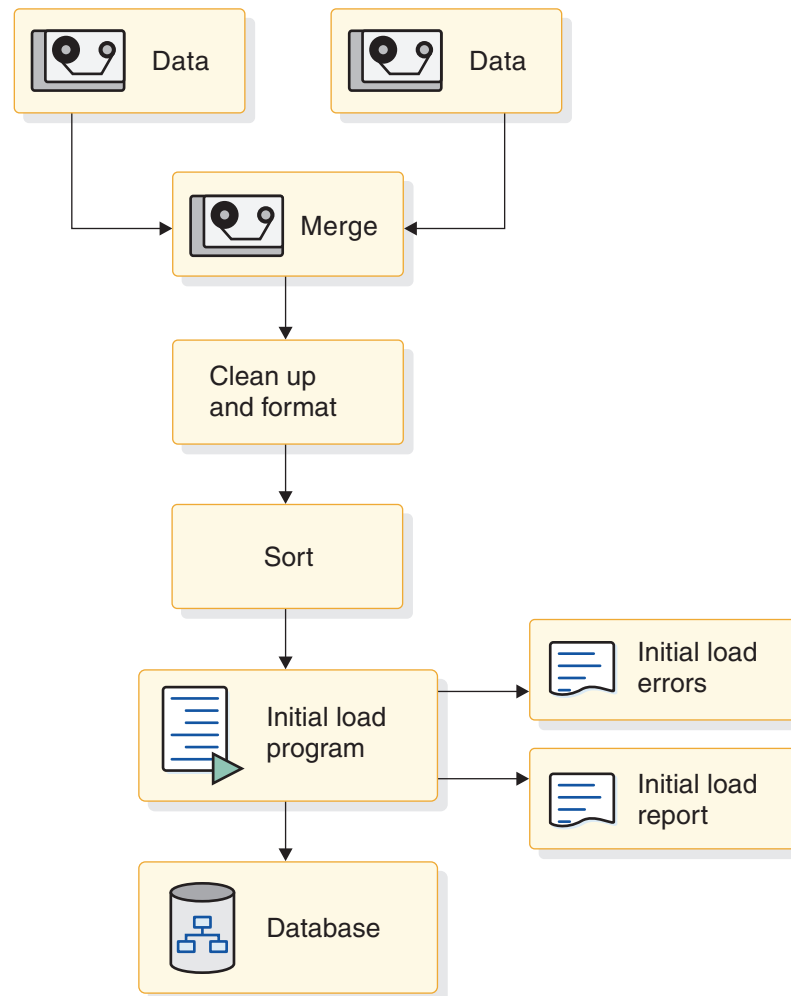 Data
Data
Merge
Clean up
and format
Sort
Initial load
errors
Initial load
program
Initial load
report
Database